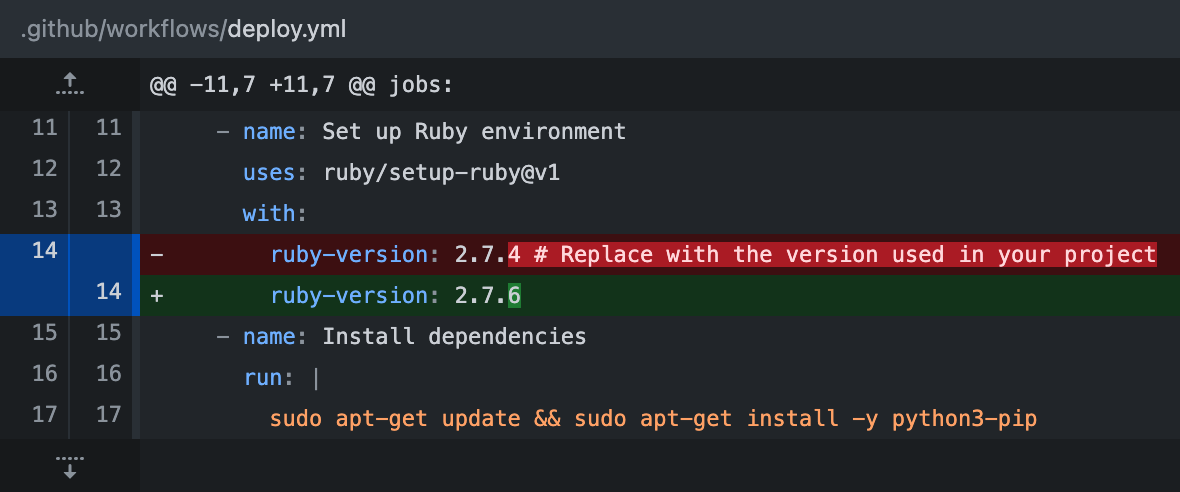 .github/workflows/deploy.yml
@@ -11,7 +11,7 @@ jobs:
11 11 - name: Set up Ruby environment
12 12 uses: ruby/setup-ruby@v1
13 13 with:
14 - ruby-version: 2.7.4 # Replace with the version used in your project
14 + ruby-version: 2.7.6
15 15 - name: Install dependencies
16 16 run: |
17 17 sudo apt-get update && sudo apt-get install -y python3-pip